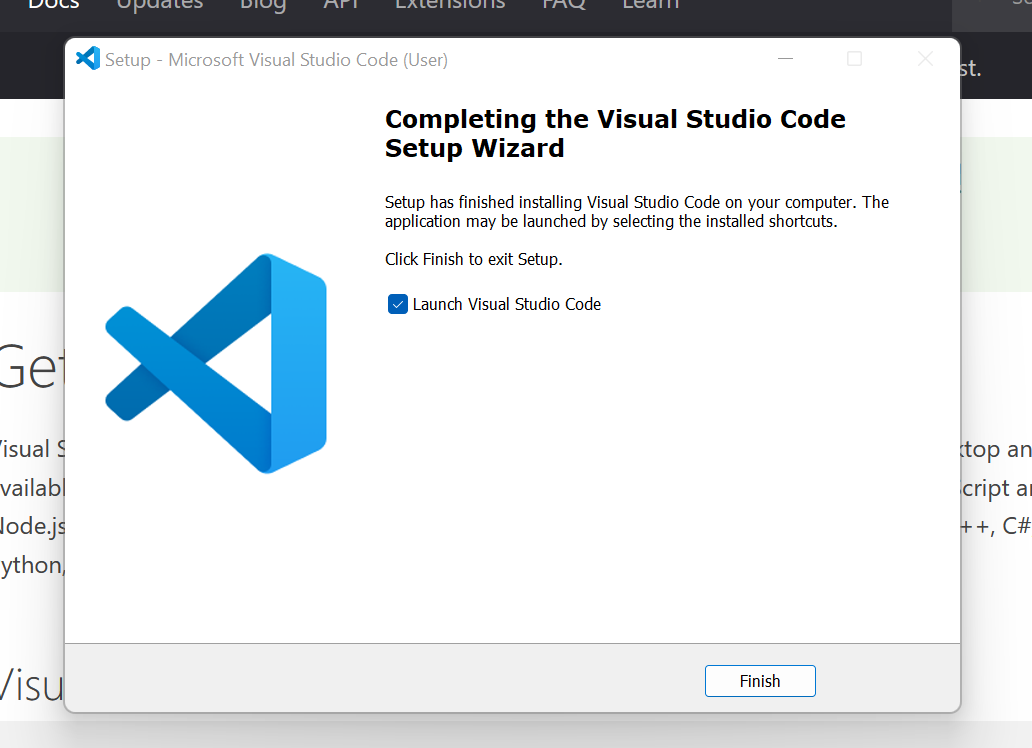 Docs Updates Blog API Extensions FAQ Learn
Setup - Microsoft Visual Studio Code (User)
st.
Completing the Visual Studio Code
Setup Wizard
Setup has finished installing Visual Studio Code on your computer. The
application may be launched by selecting the installed shortcuts.
Click Finish to exit Setup.
Launch Visual Studio Code
Get
Visual S
ktop an
vailabl
Script an
Node.js
++, C#
ython,
Visu
Finish